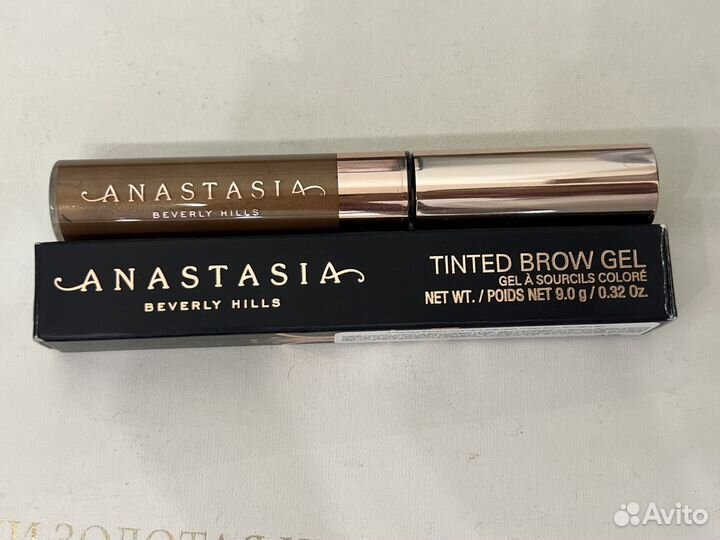 ANASTASIA
BEVERLY HILLS
ANASTASIA
BEVERLY HILLS
TINTED BROW GEL
GEL À SOURCILS COLORÉ
NET WT. / POIDS NET 9.0 g / 0.32 Oz.
Avito